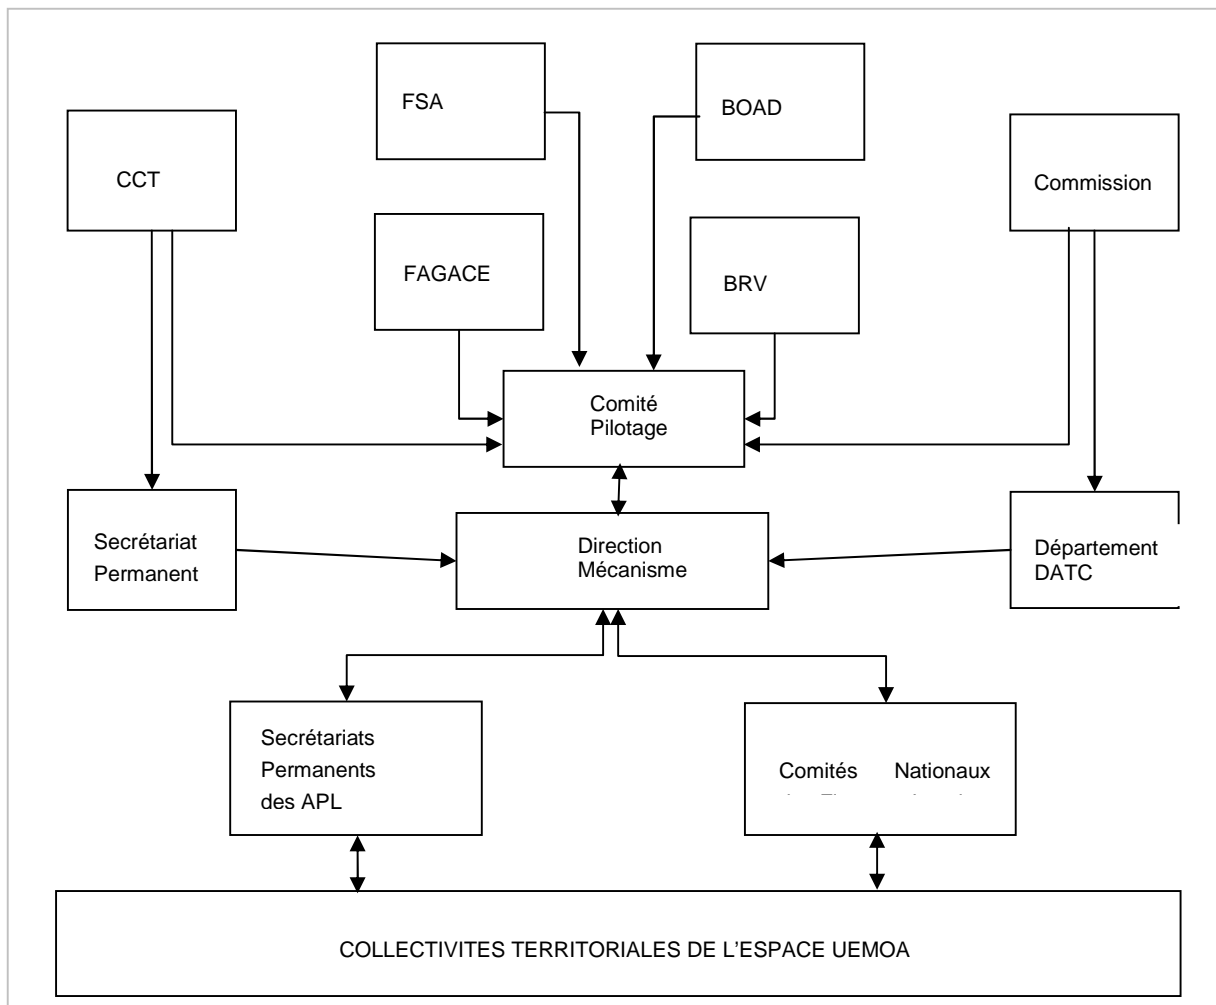 FSA
BOAD
CCT
Commission
FAGACE
BRV
Comité
Pilotage
Secrétariat
Permanent
Direction
Mécanisme
Département
DATC
Secrétariats
Permanents
des APL
Comités Nationaux
COLLECTIVITES TERRITORIALES DE L’ESPACE UEMOA